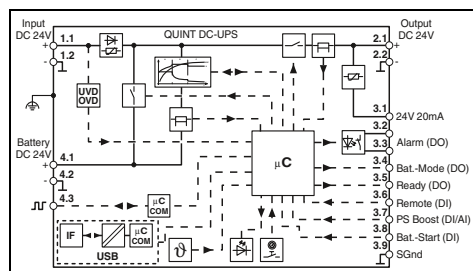 Input
DC 24V
QUINT DC-UPS
Output
DC 24V
1.1
+
1.2
-
2.1
+
2.2
-
UVD
OVD
3.1
24V 20mA
3.2
3.3
Alarm (DO)
Battery
DC 24V
4.1
+
4.2
-
4.3
µC
3.4
Bat.-Mode (DO)
3.5
Ready (DO)
3.6
Remote (DI)
3.7
PS Boost (DI/AI)
3.8
Bat.-Start (DI)
3.9
SGnd
µC
COM
IF
µC
COM
USB
ϑ